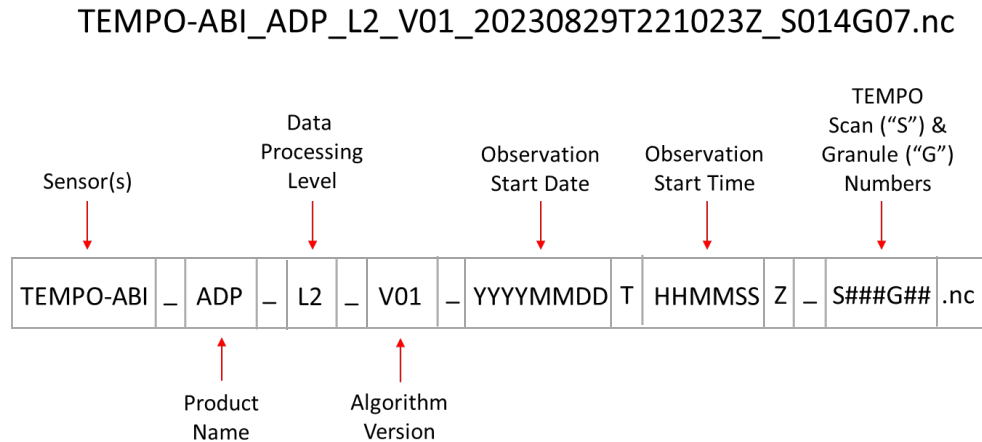 TEMPO-ABI_ADP_L2_V01_20230829T221023Z_S014G07.nc
Sensor(s)
Data
Processing
Level
Observation
Start Date
Observation
Start Time
TEMPO
Scan (“S”) &
Granule (“G”)
Numbers
TEMPO-ABI _ ADP _ L2 _ V01 _ YYYYMMDD T HHMMSS Z _ S###G## .nc
Product
Name
Algorithm
Version